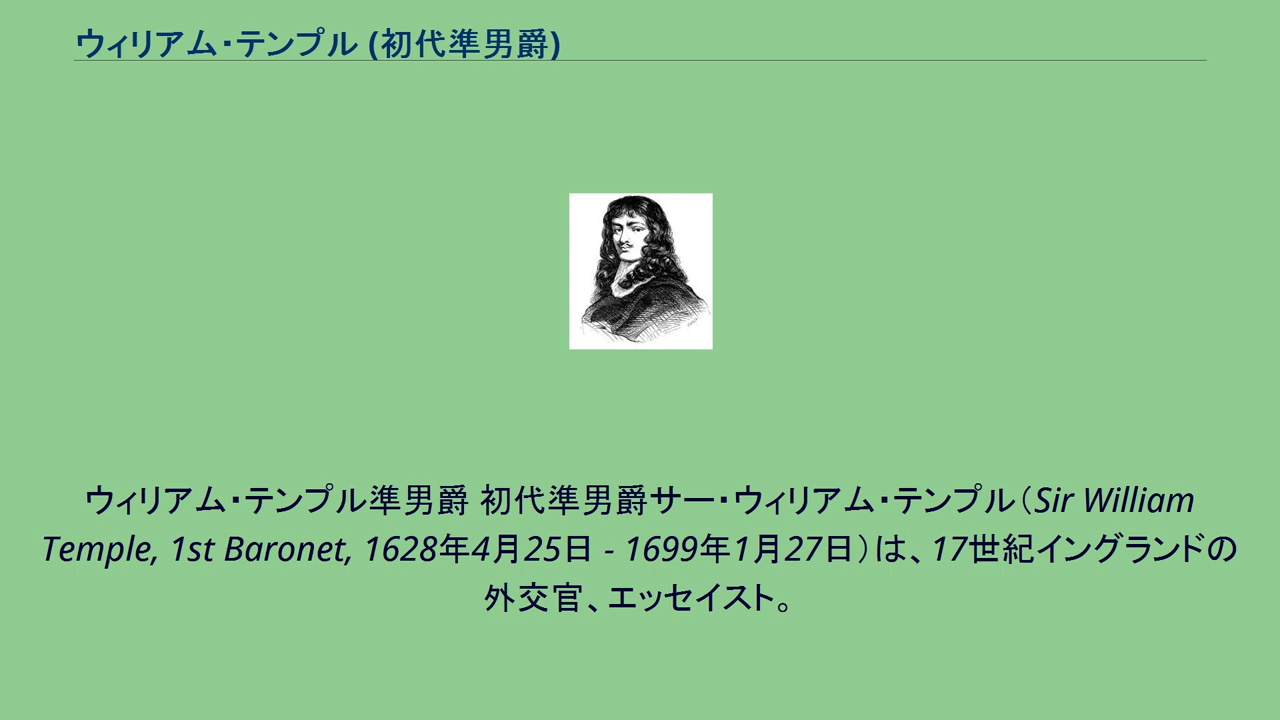 ウィリアム・テンプル (初代準男爵)
ウィリアム・テンプル準男爵 初代準男爵サー・ウィリアム・テンプル（Sir William
Temple, 1st Baronet, 1628年4月25日 - 1699年1月27日）は、17世紀イングランドの
外交官、エッセイスト。